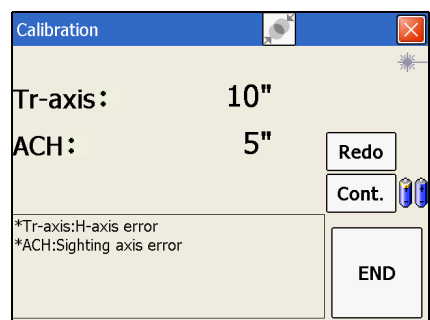 Calibration
Tr-axis: 10"
ACH: 5"
Redo
Cont.
*Tr-axis:H-axis error
*ACH:Sighting axis error
END